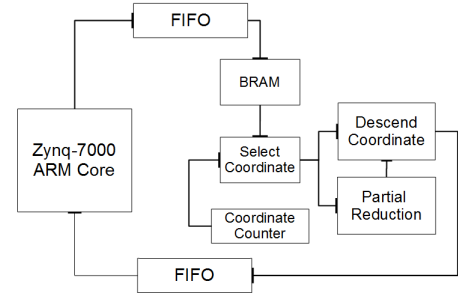 FIFO
BRAM
Zynq-7000
ARM Core
Select
Coordinate
Descend
Coordinate
Partial
Reduction
Coordinate
Counter
FIFO